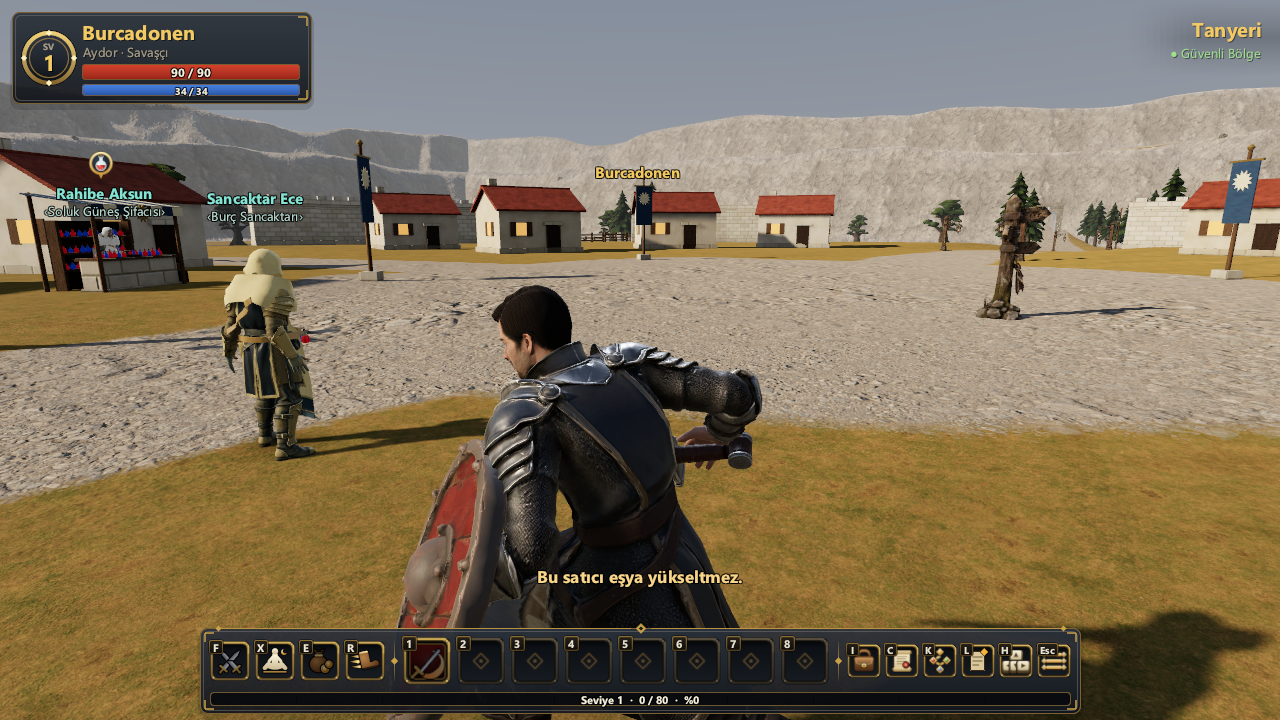 SV
1
Burcadonen
Aydor · Savaşçı
90 / 90
34 / 34
Tanyeri
Güvenli Bölge
Rahibe Aksun
‹Soluk Güneş Şifacısı›
Sancaktar Ece
‹Burç Sancaktarı›
Burcadonen
Bu satıcı eşya yükseltmez.
F
X
E
R
1
2
3
4
5
6
7
8
I
C
K
L
H
Esc
Seviye 1 · 0 / 80 · %0